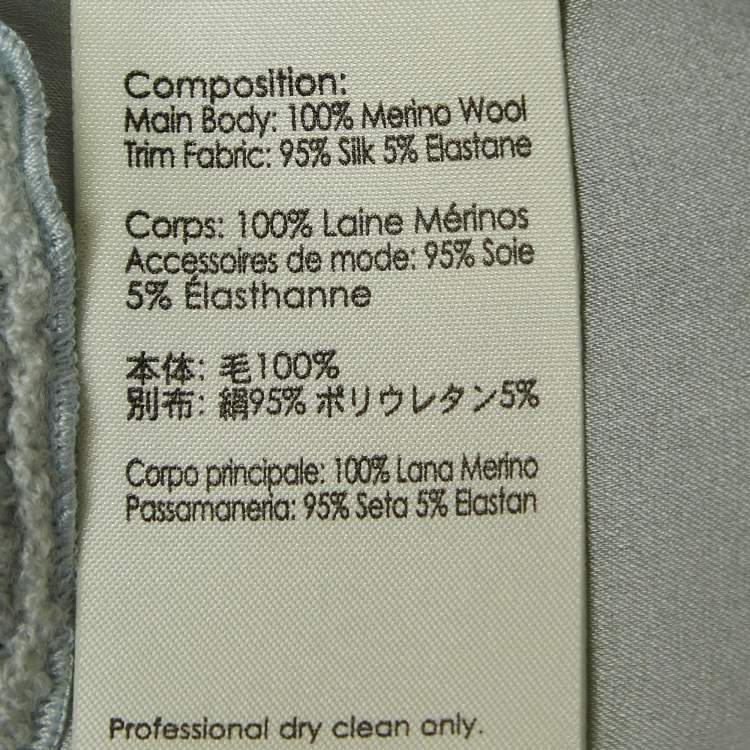 Composition:
Main Body: 100% Merino Wool
Trim Fabric: 95% Silk 5% Elastane
Corps: 100% Laine Mérinos
Accessoires de mode: 95% Soie
5% Élasthanne
本体: 毛100%
別布: 絹95% ポリウレタン5%
Corpo principale: 100% Lana Merino
Passamaneria: 95% Seta 5% Elastan
Professional dry clean only.